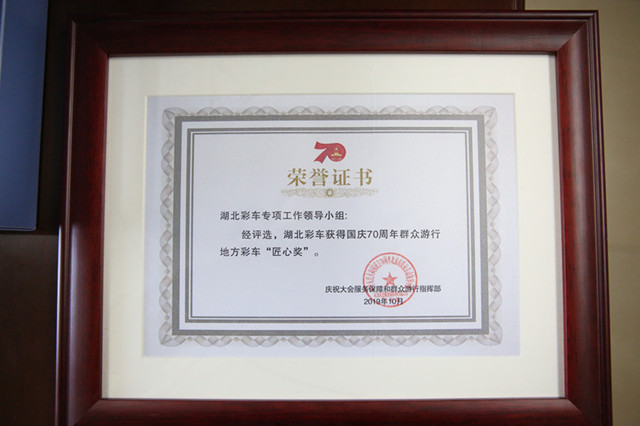 70
荣誉证书
湖北彩车专项工作领导小组:
经评选，湖北彩车获得国庆70周年群众游行
地方彩车“匠心奖”。
庆祝大会服务保障和群众游行指挥部
2019年10月